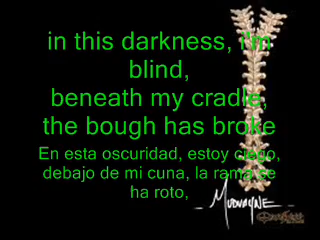 in this darkness, i'm
blind,
beneath my cradle,
the bough has broke
En esta oscuridad, estoy ciego,
debajo de mi cuna, la rama se
ha roto,
MUDVAYNE